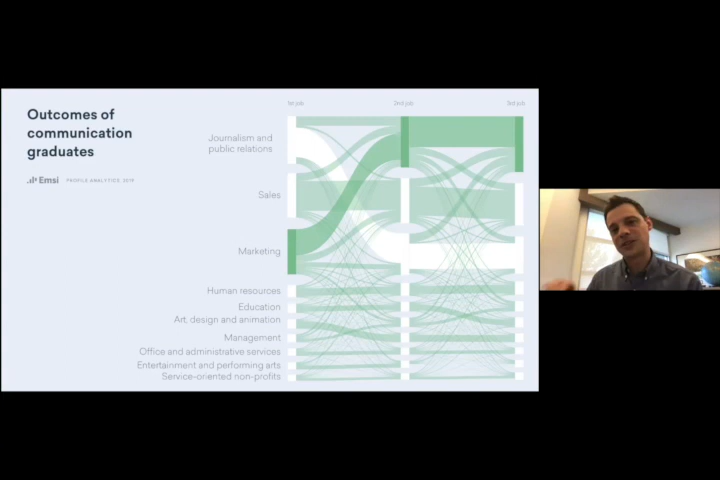 Outcomes of
communication
graduates
Emsi PROFILE ANALYTICS, 2019
1st job 2nd job 3rd job
Journalism and
public relations
Sales
Marketing
Human resources
Education
Art, design and animation
Management
Office and administrative services
Entertainment and performing arts
Service-oriented non-profits